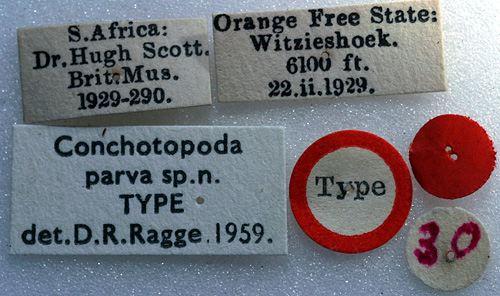 S.Africa:
Dr.Hugh Scott.
Brit.Mus.
1929-290.
Orange Free State:
Witzieshoek.
6100 ft.
22.ii.1929.
Conchotopoda
parva sp.n.
TYPE
det.D.R.Ragge.1959.
Type
30